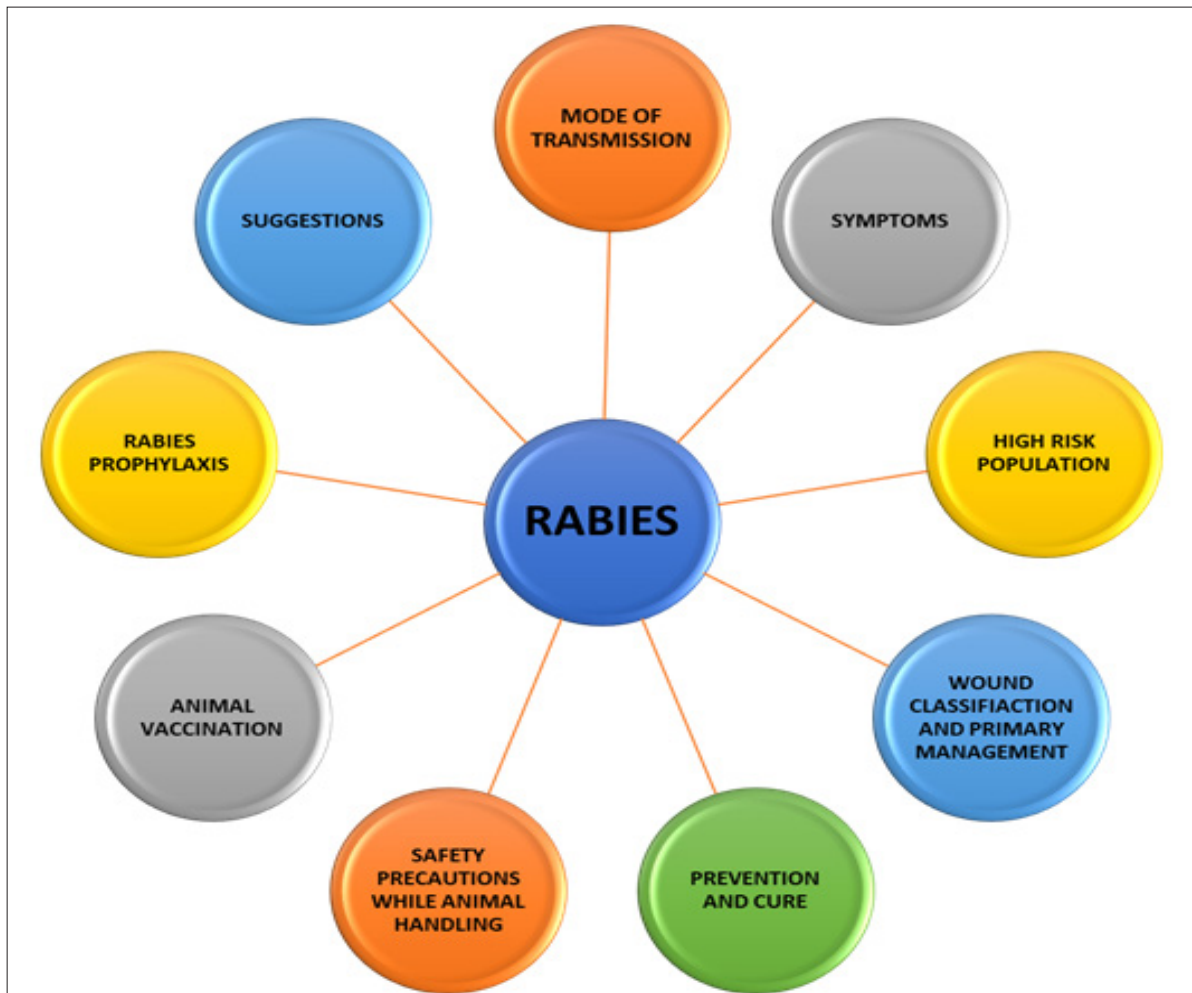 MODE OF
TRANSMISSION
SYMPTOMS
HIGH RISK
POPULATION
WOUND
CLASSIFIACTION
AND PRIMARY
MANAGEMENT
PREVENTION
AND CURE
SAFETY
PRECAUTIONS
WHILE ANIMAL
HANDLING
ANIMAL
VACCINATION
RABIES
PROPHYLAXIS
SUGGESTIONS
RABIES